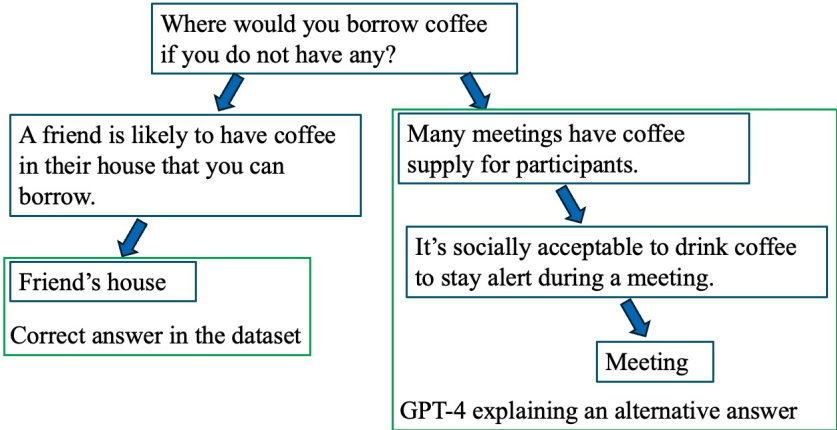 Where would you borrow coffee
if you do not have any?
A friend is likely to have coffee
in their house that you can
borrow.
Friend’s house
Correct answer in the dataset
Many meetings have coffee
supply for participants.
It’s socially acceptable to drink coffee
to stay alert during a meeting.
Meeting
GPT-4 explaining an alternative answer